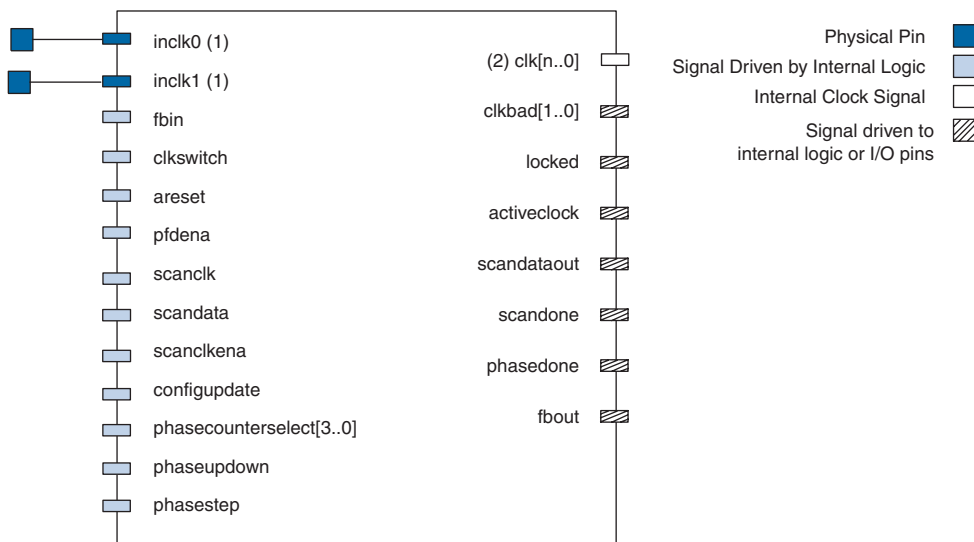 inclk0 (1)
inclk1 (1)
fbin
clkswitch
areset
pfdena
scanclk
scandata
scanclkena
configupdate
phasecounterselect[3..0]
phaseupdown
phasestep
(2) clk[n..0]
clkbad[1..0]
locked
activeclock
scandataout
scandone
phasedone
fbout
Physical Pin
Signal Driven by Internal Logic
Internal Clock Signal
Signal driven to
internal logic or I/O pins